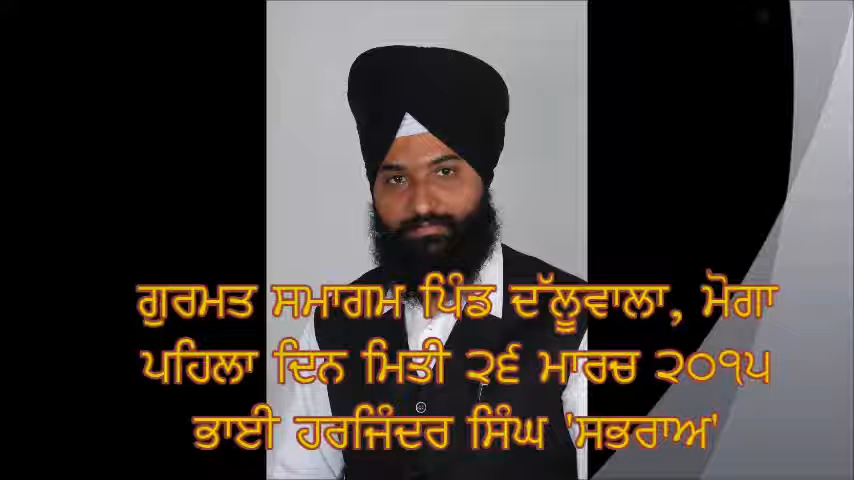 ਗੁਰਮਤ ਸਮਾਗਮ ਪਿੰਡ ਦੱਲੂਵਾਲਾ, ਮੋਗਾ
ਪਹਿਲਾ ਦਿਨ ਮਿਤੀ ੨੬ ਮਾਰਚ ੨੦੧੫
ਭਾਈ ਹਰਜਿੰਦਰ ਸਿੰਘ 'ਸਭਰਾਅ'